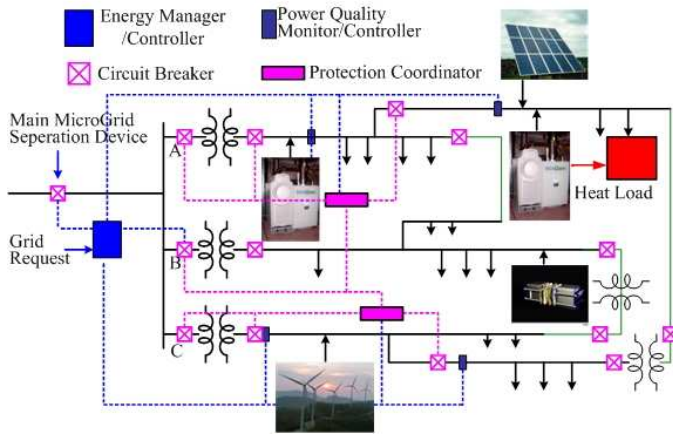 Energy Manager
/Controller
Power Quality
Monitor/Controller
Circuit Breaker
Protection Coordinator
Main MicroGrid
Seperation Device
A
Heat Load
Grid
Request
B
C